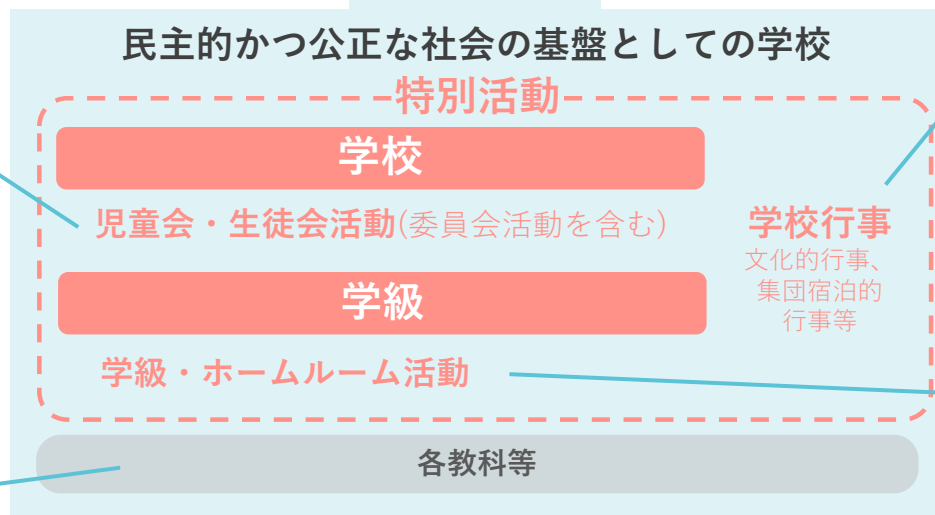 民主的かつ公正な社会の基盤としての学校
特別活動
学校
児童会・生徒会活動(委員会活動を含む)
学校行事
文化的行事、
集団宿泊的
行事等
学級
学級・ホームルーム活動
各教科等